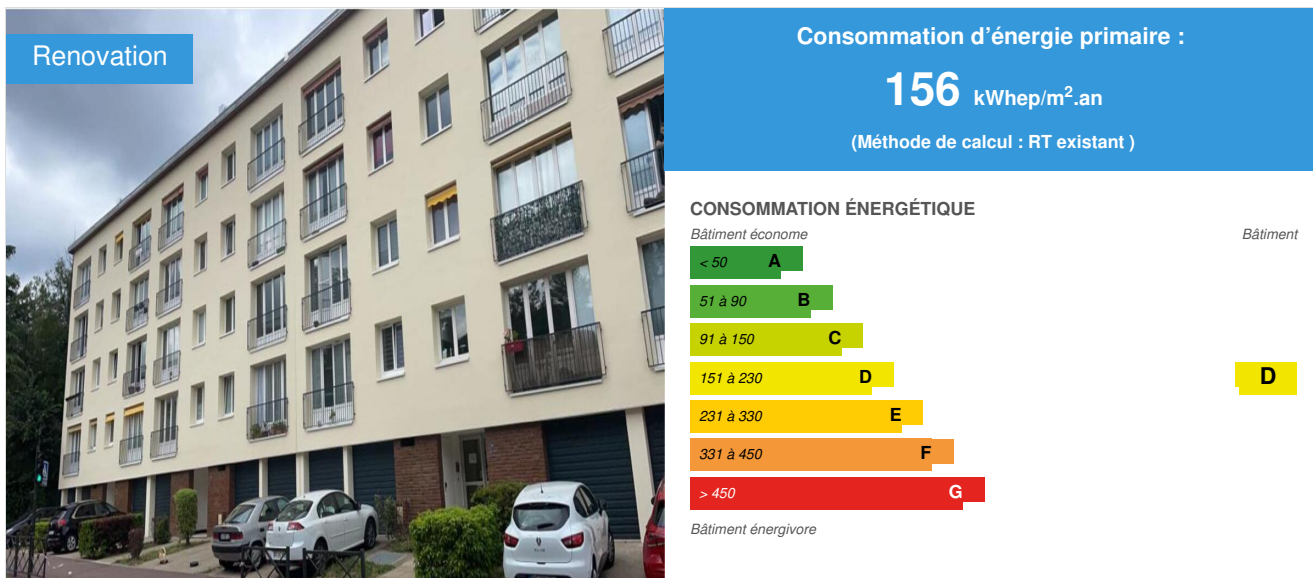 Renovation
Consommation d'énergie primaire :
156 kWhep/m².an
(Méthode de calcul : RT existant )
CONSOMMATION ÉNERGÉTIQUE
Bâtiment économe
Bâtiment
< 50 A
51 à 90 B
91 à 150 C
151 à 230 D
D
231 à 330 E
331 à 450 F
> 450 G
Bâtiment énergivore